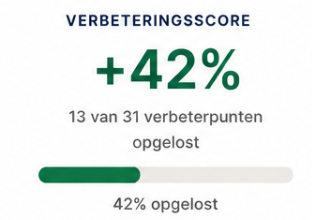 VERBETERINGSSCORE
+42%
13 van 31 verbeterpunten
opgelost
42% opgelost